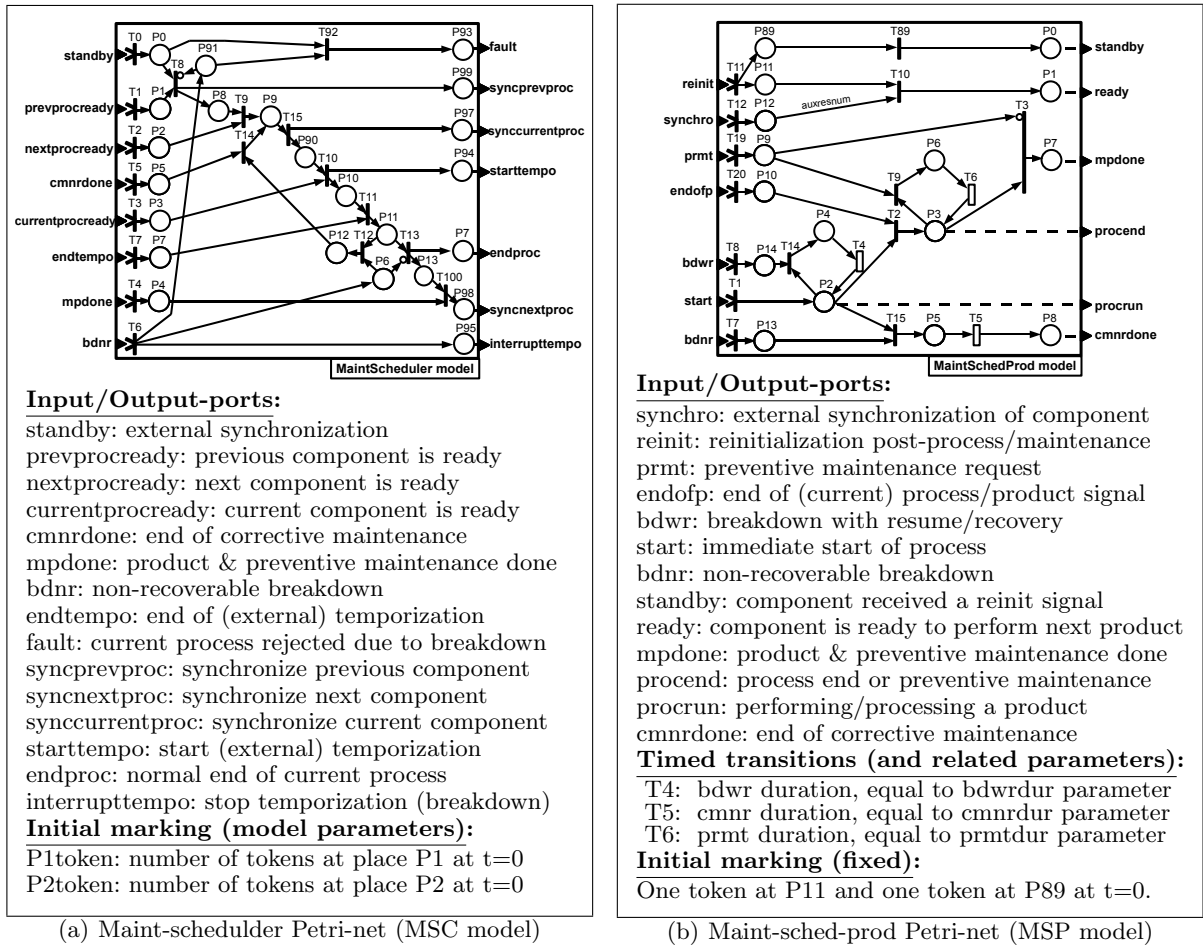 T0 P0 P91 T92 P93
standby fault
T8 P99
syncprevproc
T1 P1 P8 T9 P9
prevprocready
T15 P97
T2 P2 T14 synccurrentproc
nextprocready P90 P94
T5 P5 T10 starttempo
cmnrdone P10
T3 P3 T11
currentprocready P11
T7 P7 P12 T12 T13 P7
endtempo endproc
P6 P13
T4 P4 T100 P98
mpdone syncnextproc
T6 P95
bdnr interrupttempo
MaintScheduler model
Input/Output-ports:
standby: external synchronization
prevprocready: previous component is ready
nextprocready: next component is ready
currentprocready: current component is ready
cmnrdone: end of corrective maintenance
mpdone: product & preventive maintenance done
bdnr: non-recoverable breakdown
endtempo: end of (external) temporization
fault: current process rejected due to breakdown
syncprevproc: synchronize previous component
syncnextproc: synchronize next component
synccurrentproc: synchronize current component
starttempo: start (external) temporization
endproc: normal end of current process
interrupttempo: stop temporization (breakdown)
Initial marking (model parameters):
P1token: number of tokens at place P1 at t=0
P2token: number of tokens at place P2 at t=0
(a) Maint-schedulder Petri-net (MSC model)
P89 T89 P0
standby
T11 P11 T10 P1
reinit ready
T12 P12 auxresnum T3
synchro
T19 P9 P6 P7
prmt mpdone
T20 P10 T9 T6
endofp
P4 T2 P3
procend
T8 P14 T14 T4
bdwr
T1 P2
start procrun
T7 P13 T15 P5 T5 P8
bdnr cmnrdone
MaintSchedProd model
Input/Output-ports:
synchro: external synchronization of component
reinit: reinitialization post-process/maintenance
prmt: preventive maintenance request
endofp: end of (current) process/product signal
bdwr: breakdown with resume/recovery
start: immediate start of process
bdnr: non-recoverable breakdown
standby: component received a reinit signal
ready: component is ready to perform next product
mpdone: product & preventive maintenance done
procend: process end or preventive maintenance
procrun: performing/processing a product
cmnrdone: end of corrective maintenance
Timed transitions (and related parameters):
T4: bdwr duration, equal to bdwrdur parameter
T5: cmnr duration, equal to cmnrdur parameter
T6: prmt duration, equal to prmtdur parameter
Initial marking (fixed):
One token at P11 and one token at P89 at t=0.
(b) Maint-sched-prod Petri-net (MSP model)